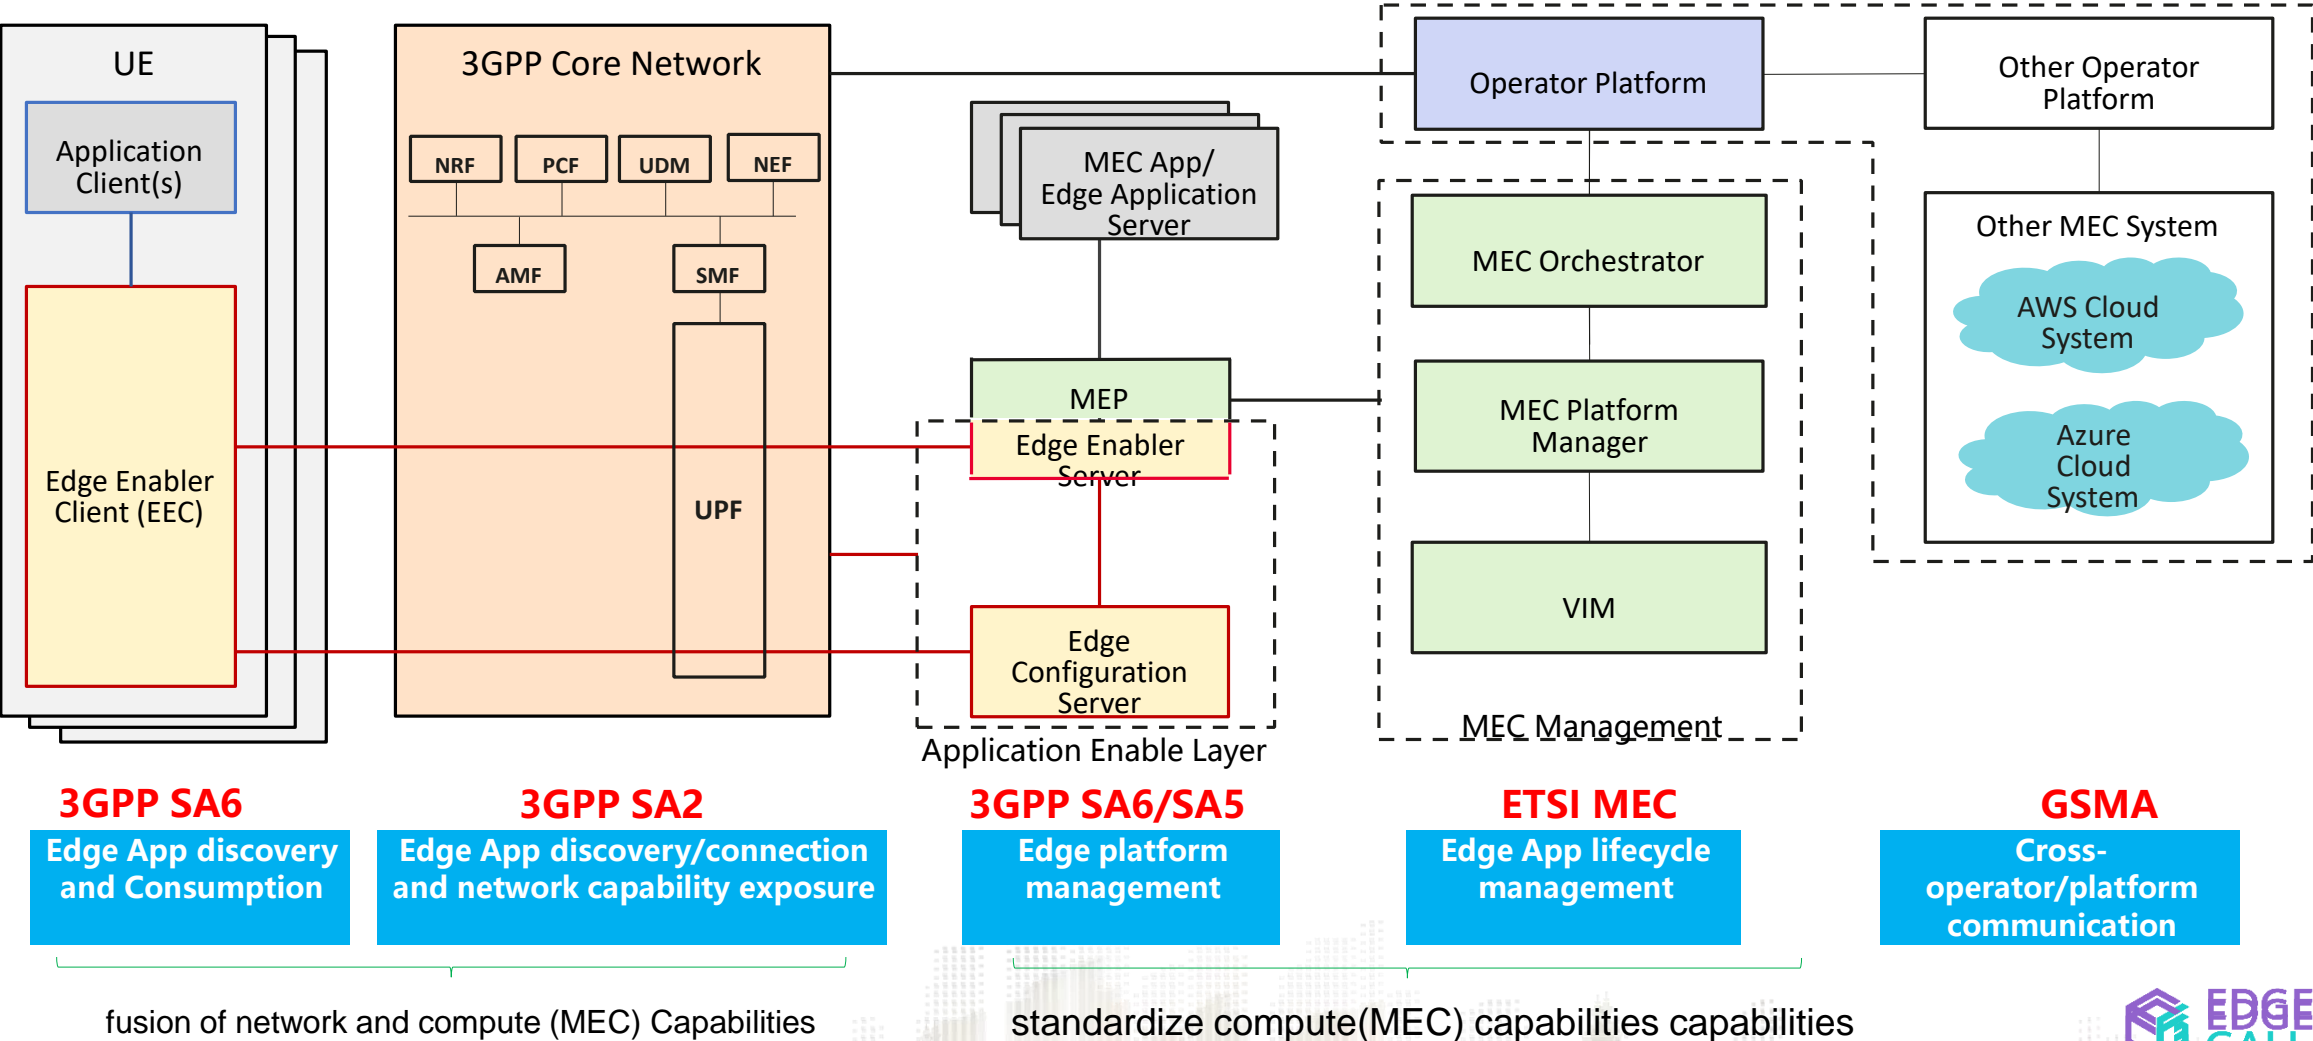 UE
Application
Client(s)
Edge Enabler
Client (EEC)
3GPP Core Network
NRF
PCF
UDM
NEF
AMF
SMF
UPF
MEC App/
Edge Application
Server
MEP
Edge Enabler
Server
Edge
Configuration
Server
Application Enable Layer
Operator Platform
MEC Orchestrator
MEC Platform
Manager
VIM
MEC Management
Other Operator
Platform
Other MEC System
AWS Cloud
System
Azure
Cloud
System
3GPP SA6
3GPP SA2
3GPP SA6/SA5
ETSI MEC
GSMA
Edge App discovery
and Consumption
Edge App discovery/connection
and network capability exposure
Edge platform
management
Edge App lifecycle
management
Cross-
operator/platform
communication
fusion of network and compute (MEC) Capabilities
standardize compute(MEC) capabilities capabilities
EDGE